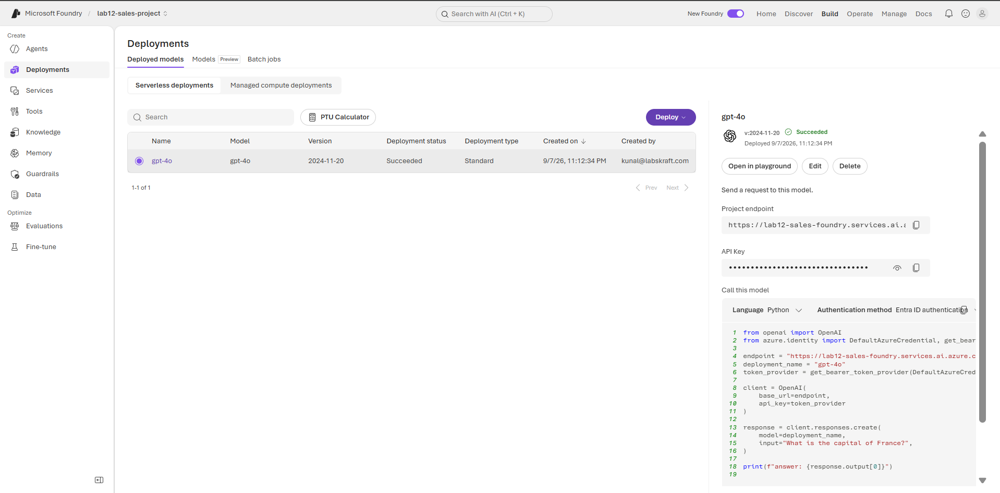 Microsoft Foundry / lab12-sales-project
Search with AI (Ctrl + K)
New Foundry
Home
Discover
Build
Operate
Manage
Docs
Create
Agents
Deployments
Services
Tools
Knowledge
Memory
Guardrails
Data
Optimize
Evaluations
Fine-tune
Deployments
Deployed models
Models Preview
Batch jobs
Serverless deployments
Managed compute deployments
Search
PTU Calculator
Deploy
Name Model Version Deployment status Deployment type Created on Created by
gpt-4o gpt-4o 2024-11-20 Succeeded Standard 9/7/26, 11:12:34 PM kunal@labskraft.com
1-1 of 1
Prev Next
gpt-4o
v:2024-11-20 Succeeded
Deployed 9/7/2026, 11:12:34 PM
Open in playground
Edit
Delete
Send a request to this model.
Project endpoint
https://lab12-sales-foundry.services.ai.
API Key
••••••••••••••••••••••••••••••••
Call this model
Language Python Authentication method Entra ID authentication
1 from openai import OpenAI
2 from azure.identity import DefaultAzureCredential, get_bear
3
4 endpoint = "https://lab12-sales-foundry.services.ai.azure.c
5 deployment_name = "gpt-4o"
6 token_provider = get_bearer_token_provider(DefaultAzureCred
7
8 client = OpenAI(
9 base_url=endpoint,
10 api_key=token_provider
11 )
12
13 response = client.responses.create(
14 model=deployment_name,
15 input="What is the capital of France?",
16 )
17
18 print(f"answer: {response.output[0]}")
19